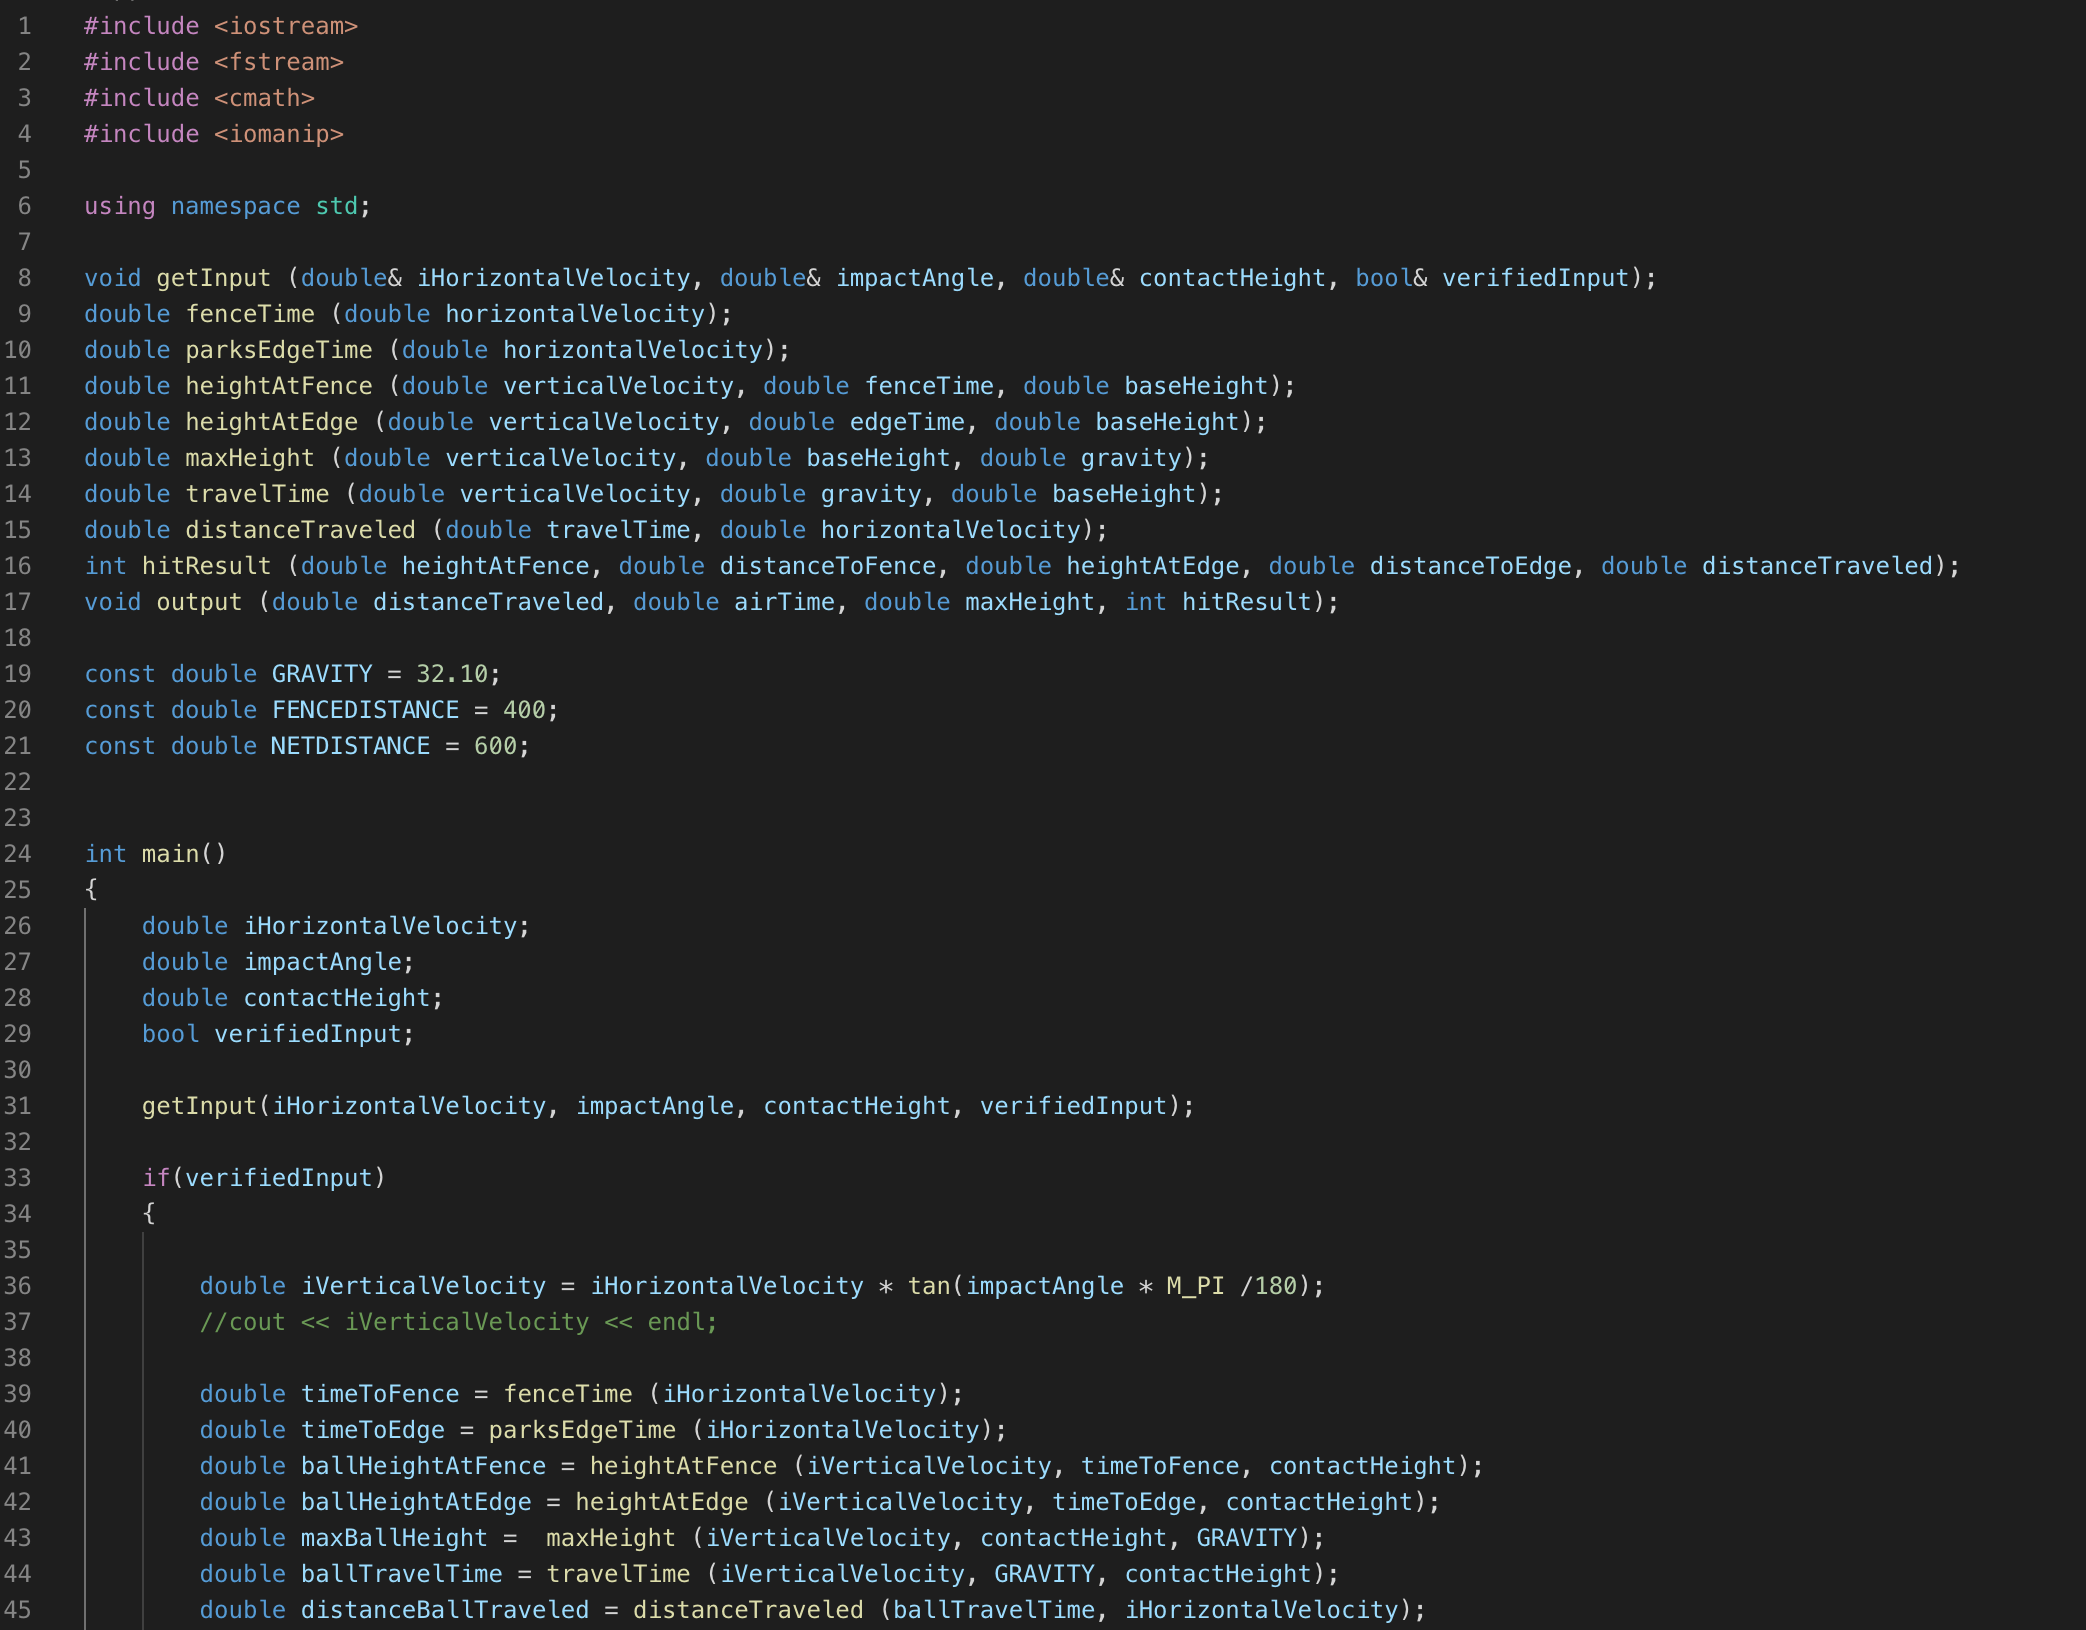 1 #include <iostream>
2 #include <fstream>
3 #include <cmath>
4 #include <iomanip>
5
6 using namespace std;
7
8 void getInput (double& iHorizontalVelocity, double& impactAngle, double& contactHeight, bool& verifiedInput);
9 double fenceTime (double horizontalVelocity);
10 double parksEdgeTime (double horizontalVelocity);
11 double heightAtFence (double verticalVelocity, double fenceTime, double baseHeight);
12 double heightAtEdge (double verticalVelocity, double edgeTime, double baseHeight);
13 double maxHeight (double verticalVelocity, double baseHeight, double gravity);
14 double travelTime (double verticalVelocity, double gravity, double baseHeight);
15 double distanceTraveled (double travelTime, double horizontalVelocity);
16 int hitResult (double heightAtFence, double distanceToFence, double heightAtEdge, double distanceToEdge, double distanceTraveled);
17 void output (double distanceTraveled, double airTime, double maxHeight, int hitResult);
18
19 const double GRAVITY = 32.10;
20 const double FENCEDISTANCE = 400;
21 const double NETDISTANCE = 600;
22
23
24 int main()
25 {
26     double iHorizontalVelocity;
27     double impactAngle;
28     double contactHeight;
29     bool verifiedInput;
30
31     getInput(iHorizontalVelocity, impactAngle, contactHeight, verifiedInput);
32
33     if(verifiedInput)
34     {
35
36         double iVerticalVelocity = iHorizontalVelocity * tan(impactAngle * M_PI /180);
37         //cout << iVerticalVelocity << endl;
38
39         double timeToFence = fenceTime (iHorizontalVelocity);
40         double timeToEdge = parksEdgeTime (iHorizontalVelocity);
41         double ballHeightAtFence = heightAtFence (iVerticalVelocity, timeToFence, contactHeight);
42         double ballHeightAtEdge = heightAtEdge (iVerticalVelocity, timeToEdge, contactHeight);
43         double maxBallHeight =  maxHeight (iVerticalVelocity, contactHeight, GRAVITY);
44         double ballTravelTime = travelTime (iVerticalVelocity, GRAVITY, contactHeight);
45         double distanceBallTraveled = distanceTraveled (ballTravelTime, iHorizontalVelocity);